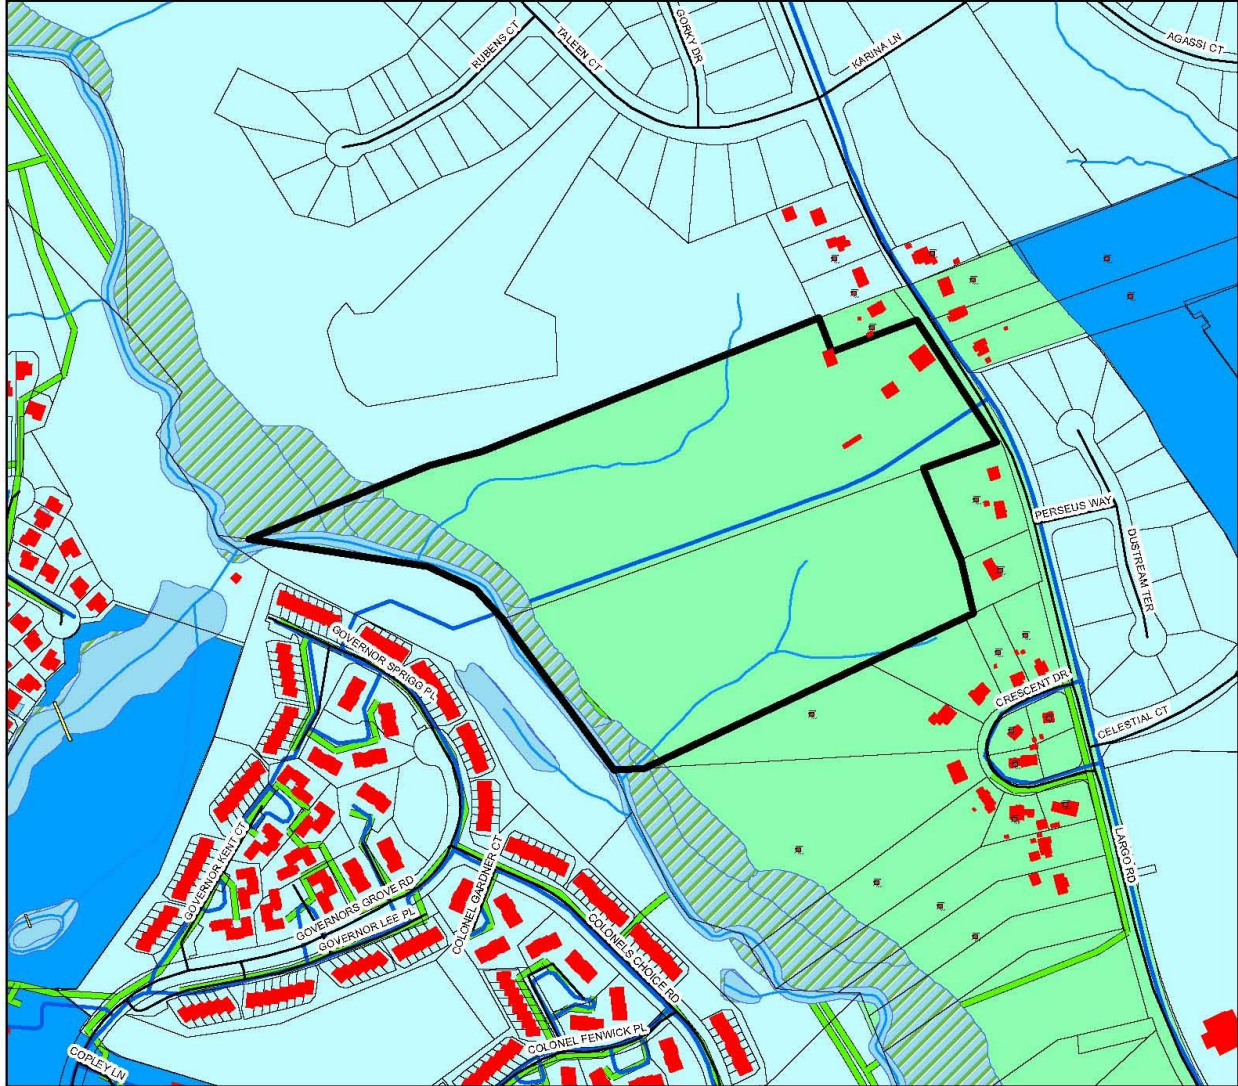 RUBENS CT
TALEEN CT
GORKY DR
KARINA LN
AGASSI CT
PERSEUS WAY
DUSTREAM TER
GOVERNOR SPRIGG PL
CRESCENT DR
CELESTIAL CT
GOVERNOR KENT CT
LARGO RD
COLONEL GARDNER CT
GOVERNORS GROVE RD
GOVERNOR LEE PL
COLONELS CHOICE RD
COLONEL FENWICK PL
COPLEY LN